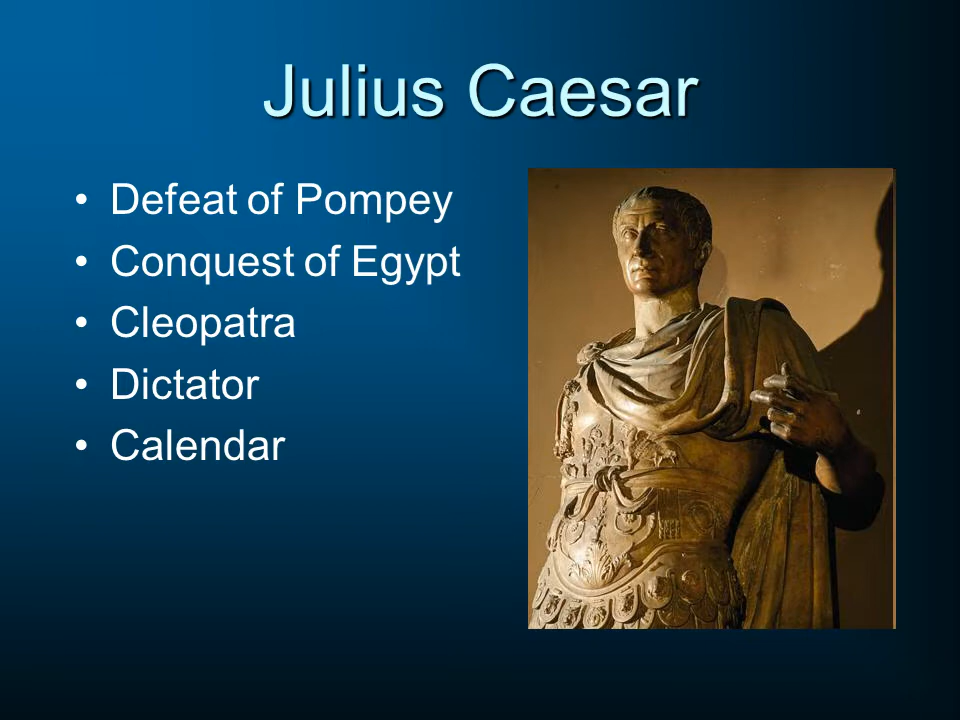 Julius Caesar
• Defeat of Pompey
• Conquest of Egypt
• Cleopatra
• Dictator
• Calendar